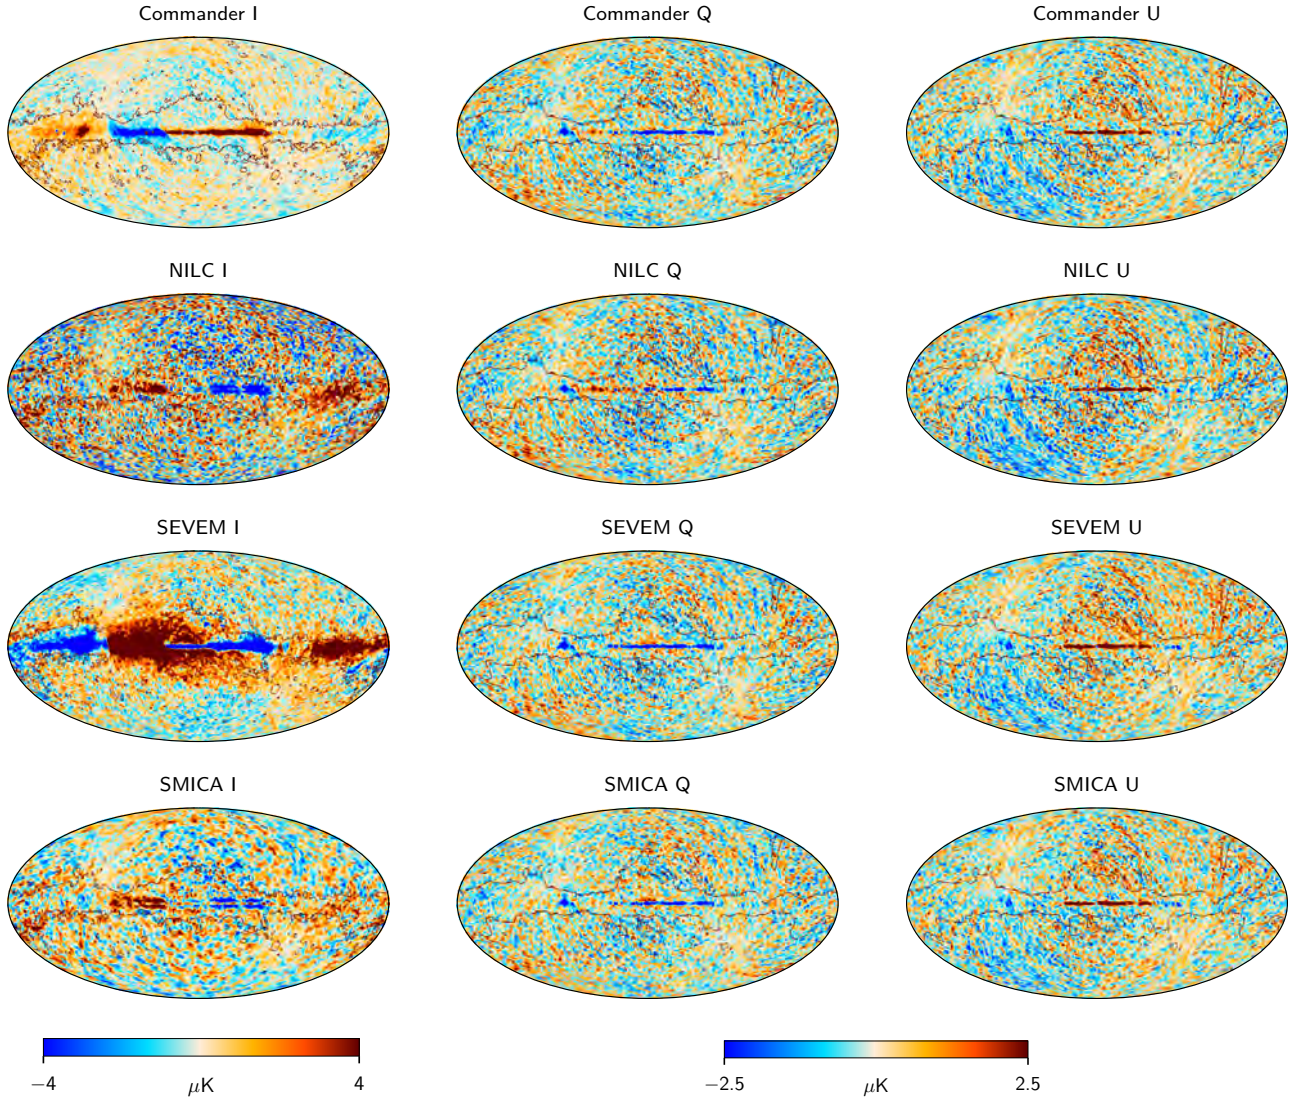 Commander I
Commander Q
Commander U
NILC I
NILC Q
NILC U
SEVEM I
SEVEM Q
SEVEM U
SMICA I
SMICA Q
SMICA U
−4 μK 4
−2.5 μK 2.5